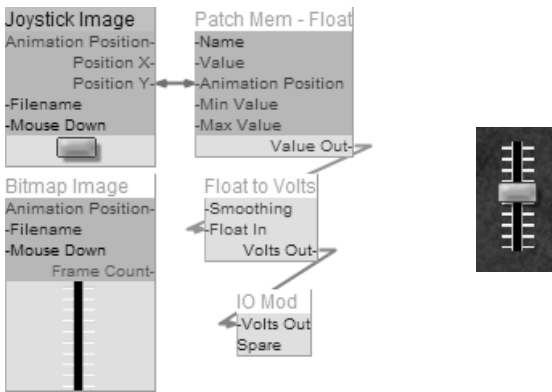 Joystick Image
Animation Position-
Position X-
Position Y-
-Filename
-Mouse Down
Patch Mem - Float
-Name
-Value
-Animation Position
-Min Value
-Max Value
Value Out-
Bitmap Image
Animation Position-
-Filename
-Mouse Down
Frame Count-
Float to Volts
-Smoothing
-Float In
Volts Out-
IO Mod
-Volts Out
Spare